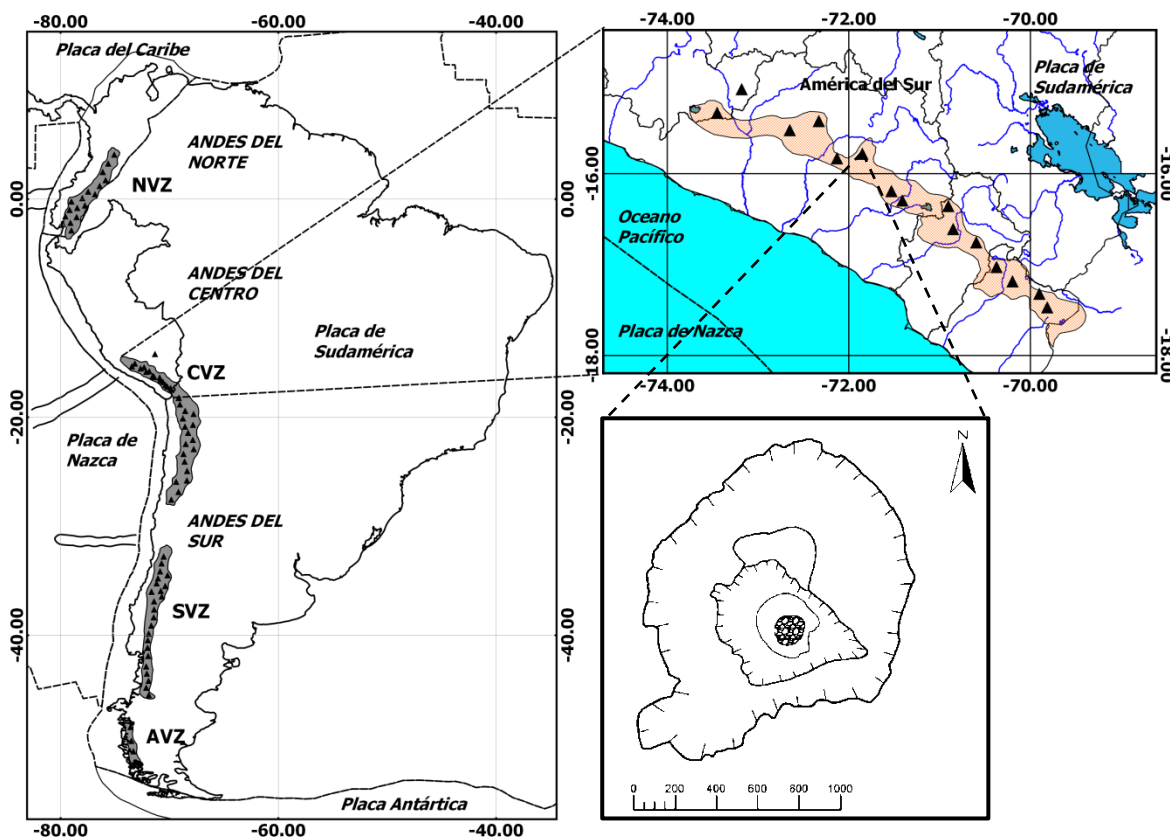 -80.00
-60.00
-40.00
Placa del Caribe
ANDES DEL
NORTE
NVZ
0.00
0.00
ANDES DEL
CENTRO
Placa de
Sudamérica
CVZ
-20.00
-20.00
Placa de
Nazca
ANDES DEL
SUR
SVZ
-40.00
-40.00
AVZ
Placa Antártica
-80.00
-60.00
-40.00
-74.00
-72.00
-70.00
América del Sur
Placa de
Sudamérica
-16.00
-16.00
Oceano
Pacífico
Placa de Nazca
-18.00
-18.00
-74.00
-72.00
-70.00
N
0
200
400
600
800
1000